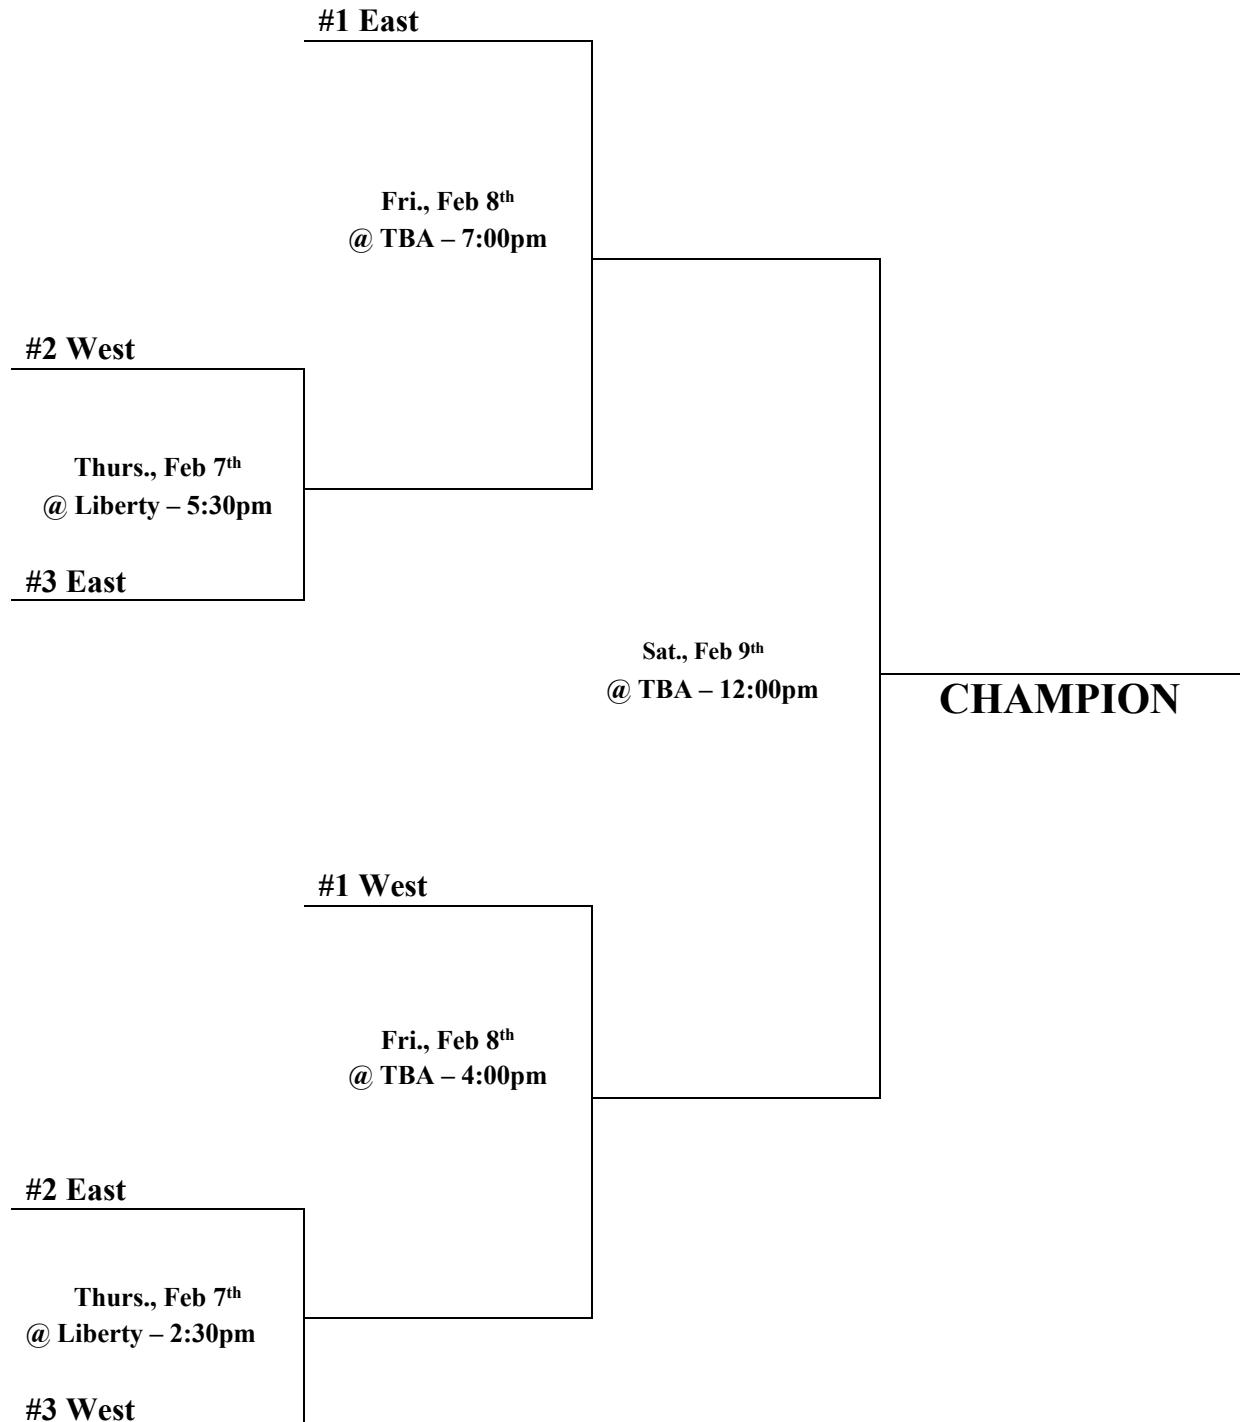 #1 East
Fri., Feb 8th
@ TBA – 7:00pm
#2 West
Thurs., Feb 7th
@ Liberty – 5:30pm
#3 East
Sat., Feb 9th
@ TBA – 12:00pm
CHAMPION
#1 West
Fri., Feb 8th
@ TBA – 4:00pm
#2 East
Thurs., Feb 7th
@ Liberty – 2:30pm
#3 West